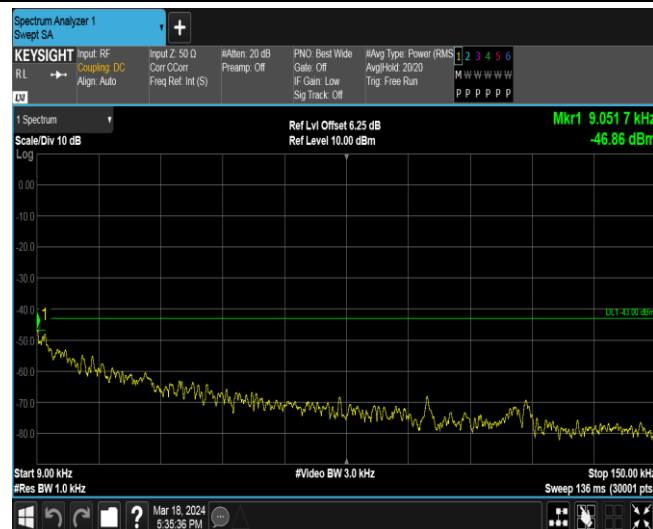 Spectrum Analyzer 1
Swept SA
+
KEYSIGHT
RL
LXI
Input: RF
Coupling: DC
Align: Auto
Input Z: 50 Ω
Corr CCorr
Freq Ref: Int (S)
#Atten: 20 dB
Preamp: Off
PNO: Best Wide
Gate: Off
IF Gain: Low
Sig Track: Off
#Avg Type: Power (RMS
Avg|Hold: 20/20
Trig: Free Run
1 2 3 4 5 6
M W W W W W
P P P P P P
1 Spectrum
Scale/Div 10 dB
Ref Lvl Offset 6.25 dB
Ref Level 10.00 dBm
Mkr1 9.051 7 kHz
-46.86 dBm
Log
0.00
-10.0
-20.0
-30.0
-40.0
1
DL1 -43.00 dBm
-50.0
-60.0
-70.0
-80.0
Start 9.00 kHz
#Video BW 3.0 kHz
Stop 150.00 kHz
#Res BW 1.0 kHz
Sweep 136 ms (30001 pts
?
Mar 18, 2024
5:35:36 PM